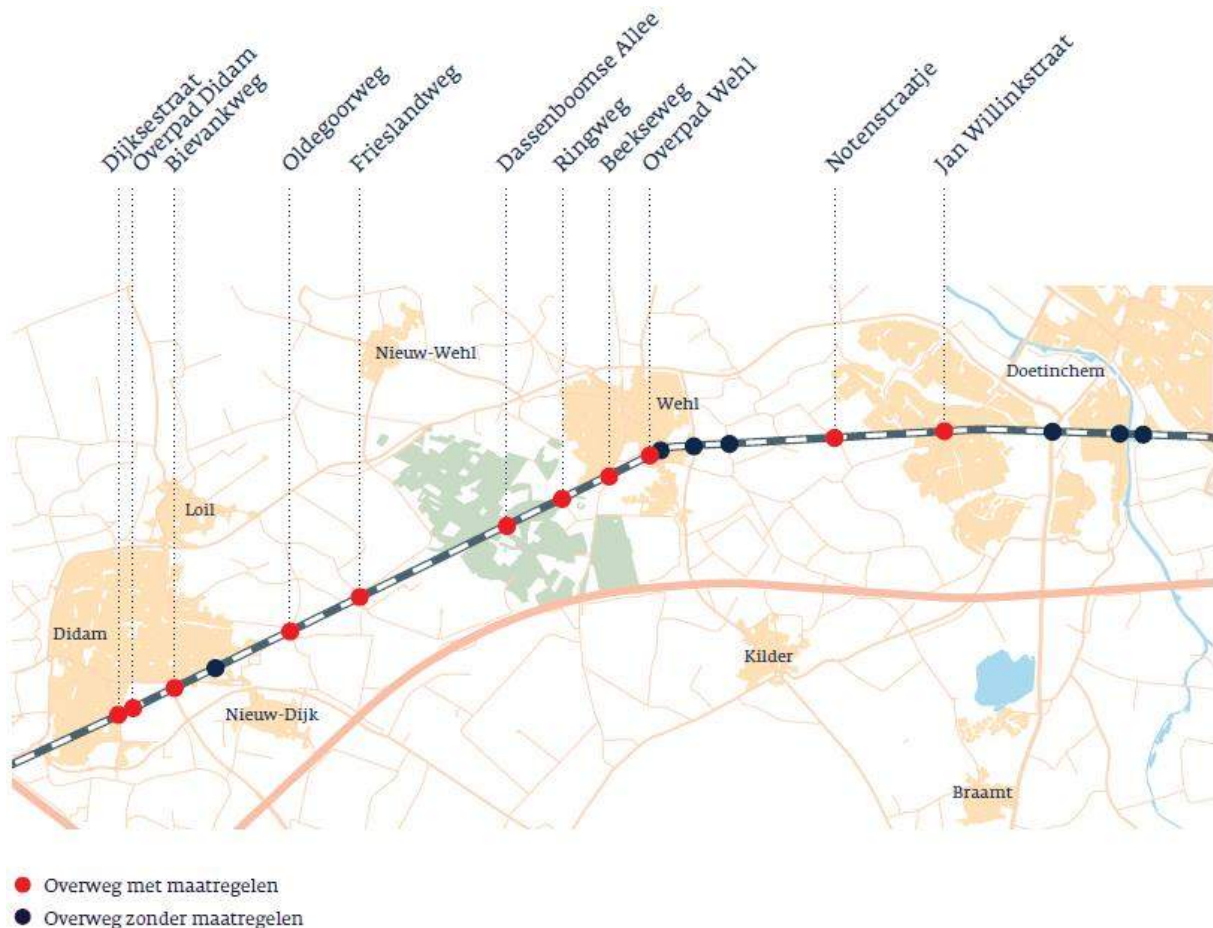 Dijksestraat
Overpad Didam
Bievankweg
Oldegoorweg
Frieslandweg
Dassenboomse Allee
Ringweg
Beekseweg
Overpad Wehl
Notenstraatje
Jan Willinkstraat
Nieuw-Wehl
Doetinchem
Wehl
Loil
Didam
Kilder
Nieuw-Dijk
Braamt
Overweg met maatregelen
Overweg zonder maatregelen